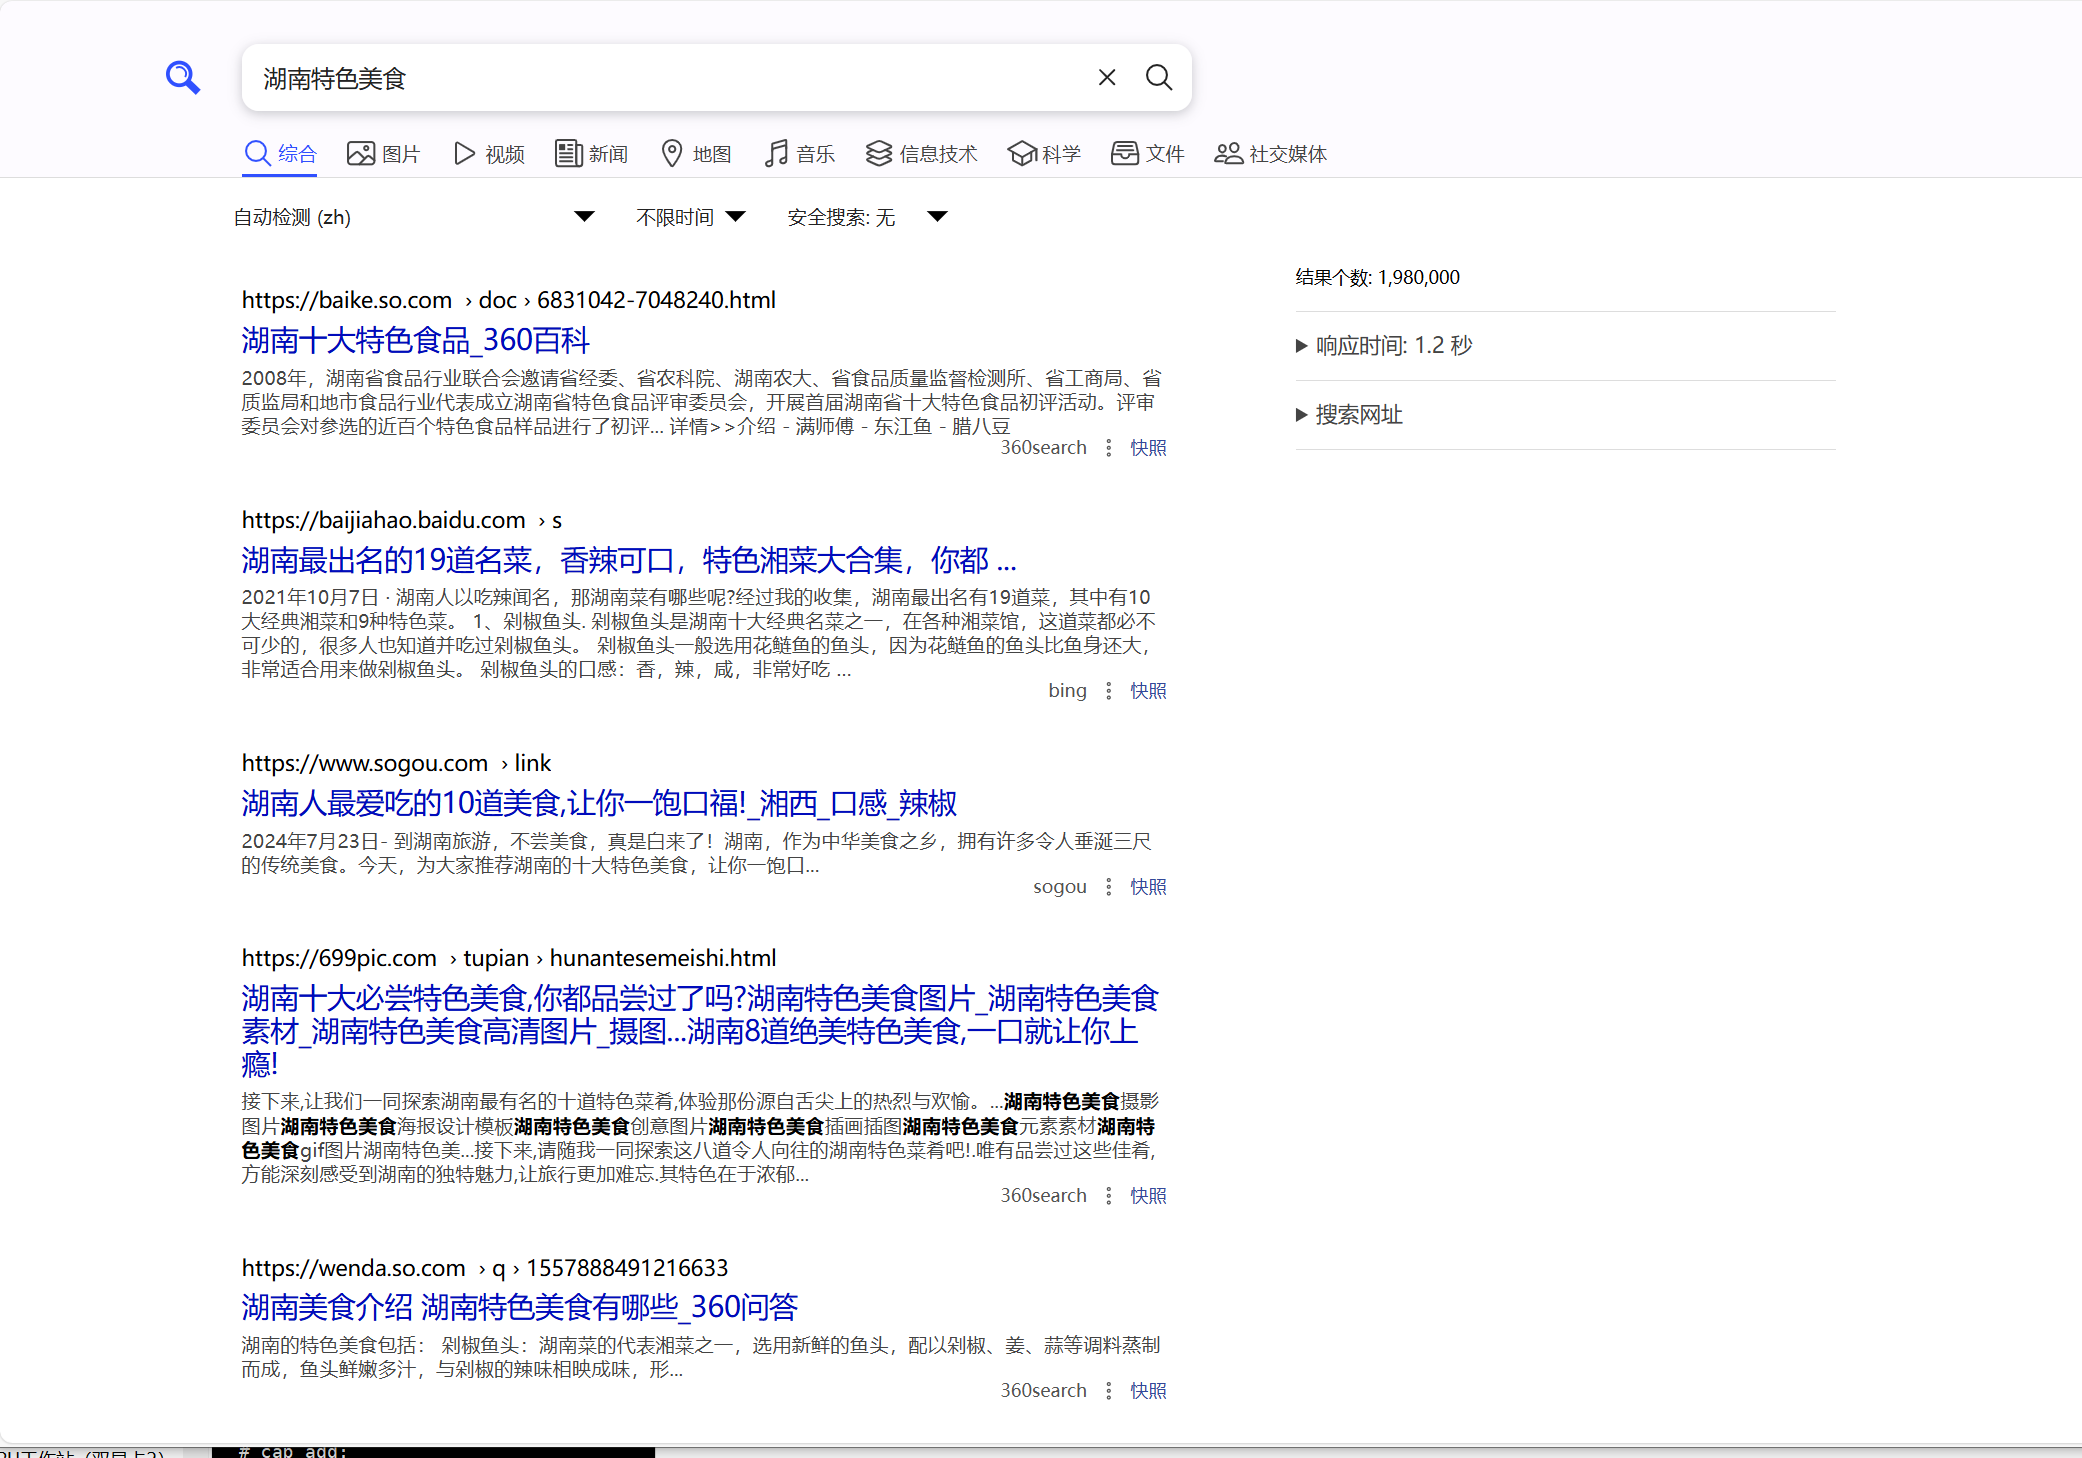 湖南特色美食
综合 图片 视频 新闻 地图 音乐 信息技术 科学 文件 社交媒体
自动检测 (zh) 不限时间 安全搜索: 无
结果个数: 1,980,000
响应时间: 1.2 秒
搜索网址
https://baike.so.com › doc › 6831042-7048240.html
湖南十大特色食品_360百科
2008年，湖南省食品行业联合会邀请省经委、省农科院、湖南农大、省食品质量监督检测所、省工商局、省
质监局和地市食品行业代表成立湖南省特色食品评审委员会，开展首届湖南省十大特色食品初评活动。评审
委员会对参选的近百个特色食品样品进行了初评... 详情>>介绍 - 满师傅 - 东江鱼 - 腊八豆
360search 快照
https://baijiahao.baidu.com › s
湖南最出名的19道名菜，香辣可口，特色湘菜大合集，你都 ...
2021年10月7日 · 湖南人以吃辣闻名，那湖南菜有哪些呢?经过我的收集，湖南最出名有19道菜，其中有10
大经典湘菜和9种特色菜。 1、剁椒鱼头. 剁椒鱼头是湖南十大经典名菜之一，在各种湘菜馆，这道菜都必不
可少的，很多人也知道并吃过剁椒鱼头。 剁椒鱼头一般选用花鲢鱼的鱼头，因为花鲢鱼的鱼头比鱼身还大，
非常适合用来做剁椒鱼头。 剁椒鱼头的口感：香，辣，咸，非常好吃 ...
bing 快照
https://www.sogou.com › link
湖南人最爱吃的10道美食,让你一饱口福!_湘西_口感_辣椒
2024年7月23日- 到湖南旅游，不尝美食，真是白来了！湖南，作为中华美食之乡，拥有许多令人垂涎三尺
的传统美食。今天，为大家推荐湖南的十大特色美食，让你一饱口...
sogou 快照
https://699pic.com › tupian › hunantesemeishi.html
湖南十大必尝特色美食,你都品尝过了吗?湖南特色美食图片_湖南特色美食
素材_湖南特色美食高清图片_摄图...湖南8道绝美特色美食,一口就让你上
瘾!
接下来,让我们一同探索湖南最有名的十道特色菜肴,体验那份源自舌尖上的热烈与欢愉。...湖南特色美食摄影
图片湖南特色美食海报设计模板湖南特色美食创意图片湖南特色美食插画插图湖南特色美食元素素材湖南特
色美食gif图片湖南特色美...接下来,请随我一同探索这八道令人向往的湖南特色菜肴吧!.唯有品尝过这些佳肴,
方能深刻感受到湖南的独特魅力,让旅行更加难忘.其特色在于浓郁...
360search 快照
https://wenda.so.com › q › 1557888491216633
湖南美食介绍 湖南特色美食有哪些_360问答
湖南的特色美食包括： 剁椒鱼头：湖南菜的代表湘菜之一，选用新鲜的鱼头，配以剁椒、姜、蒜等调料蒸制
而成，鱼头鲜嫩多汁，与剁椒的辣味相映成味，形...
360search 快照
# cap_add: